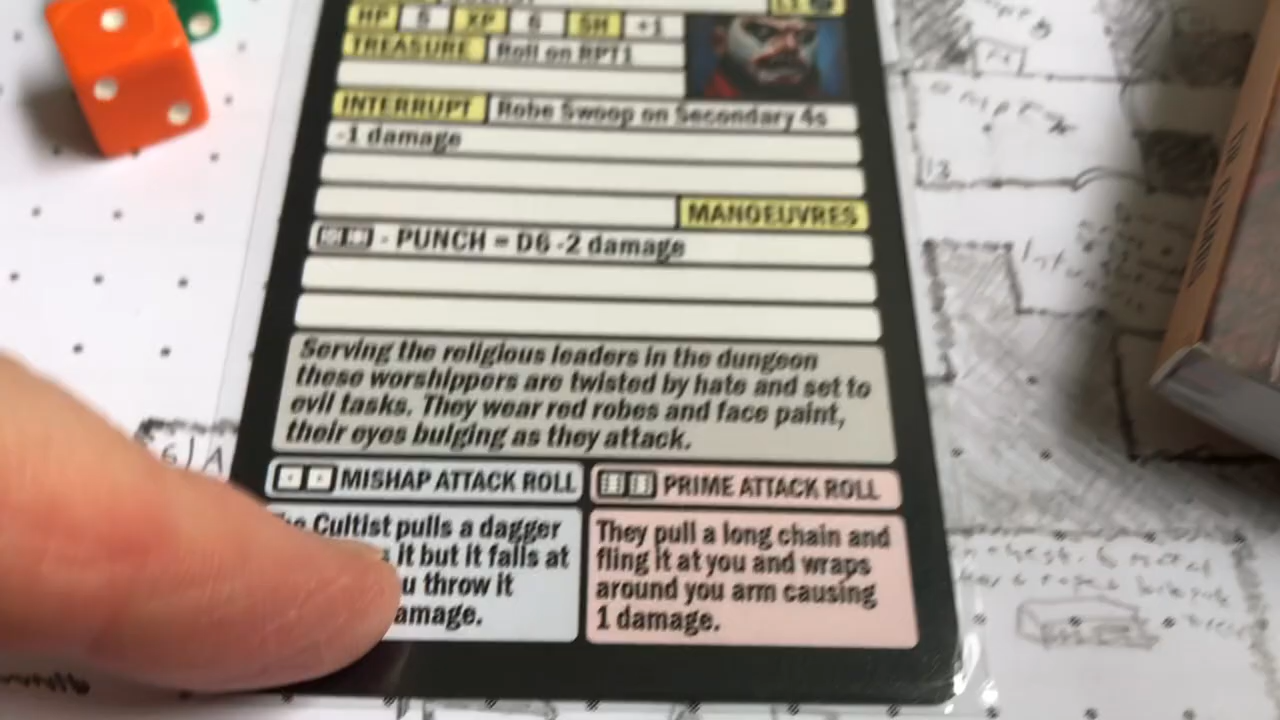 HP 5 XP 6 SH +1
TREASURE Roll on RPT1
INTERRUPT Robe Swoop on Secondary 4s
-1 damage
MANOEUVRES
- PUNCH = D6 -2 damage
Serving the religious leaders in the dungeon
these worshippers are twisted by hate and set to
evil tasks. They wear red robes and face paint,
their eyes bulging as they attack.
MISHAP ATTACK ROLL
Cultist pulls a dagger
it but it falls at
u throw it
amage.
PRIME ATTACK ROLL
They pull a long chain and
fling it at you and wraps
around you arm causing
1 damage.
13
6 A